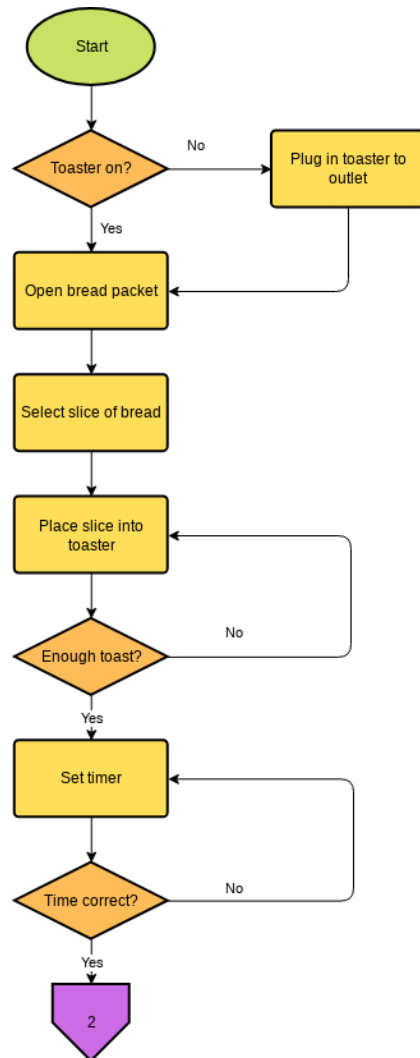 Start
Toaster on?
No
Plug in toaster to
outlet
Yes
Open bread packet
Select slice of bread
Place slice into
toaster
Enough toast?
No
Yes
Set timer
Time correct?
No
Yes
2